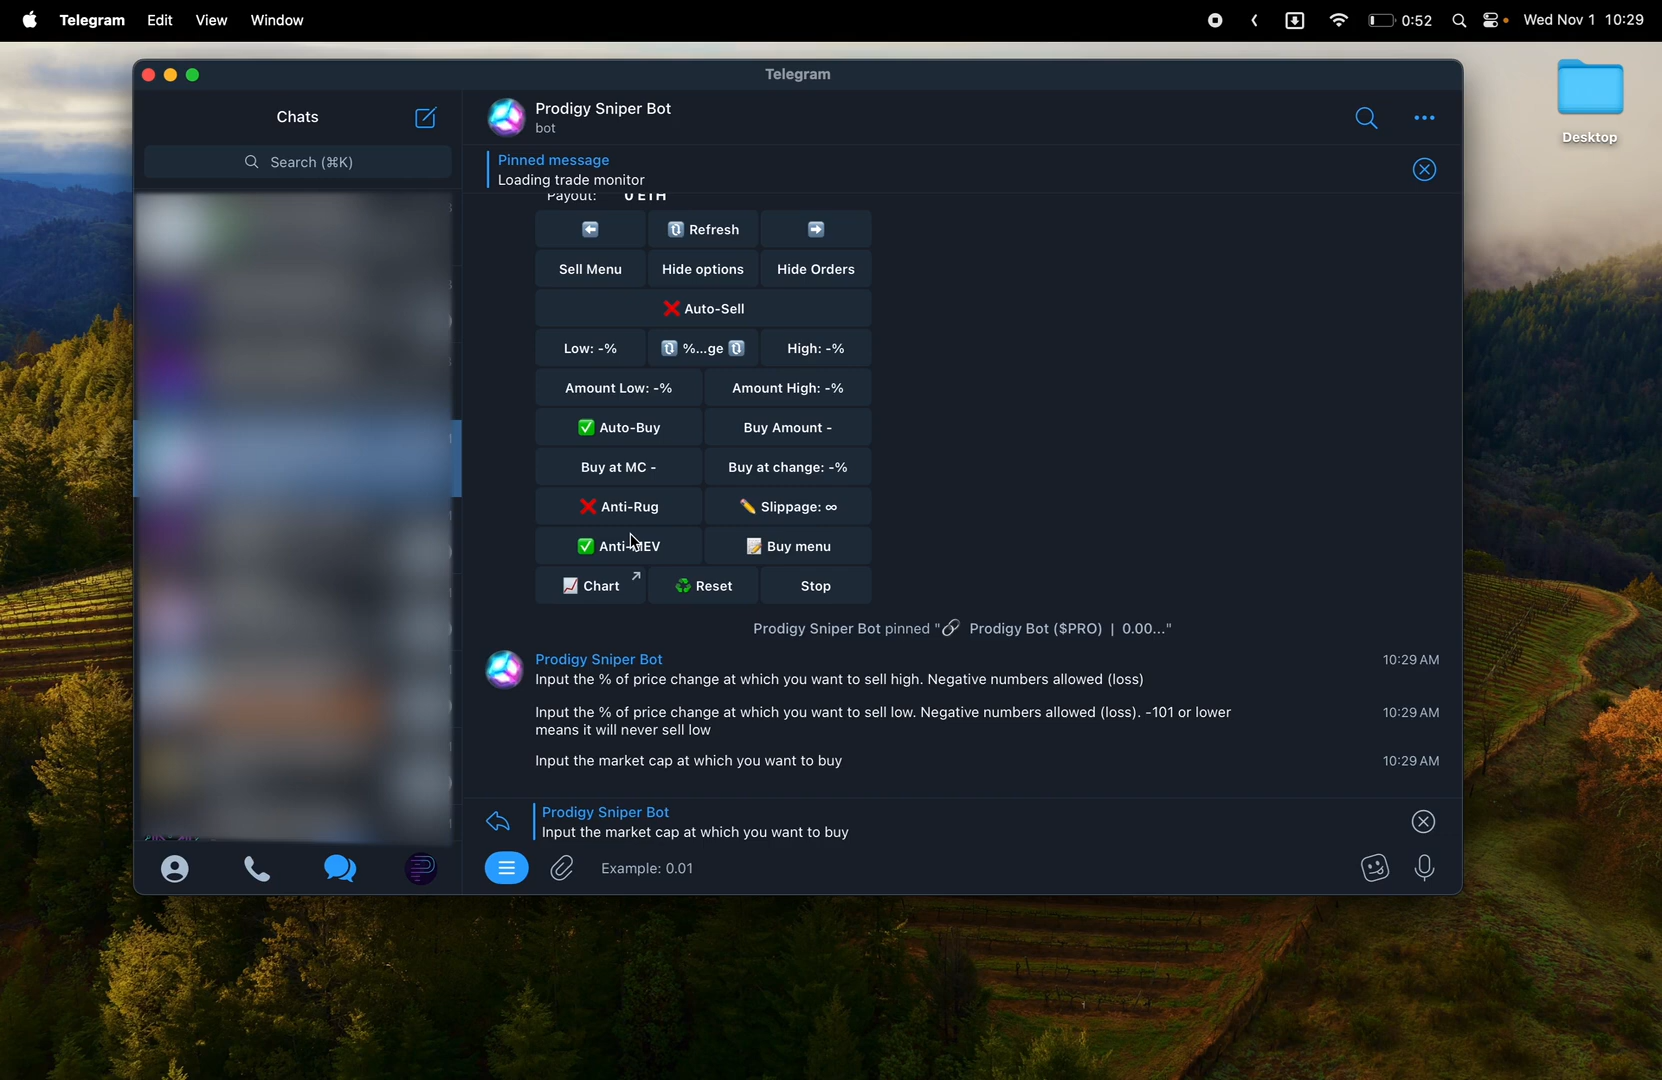 Telegram Edit View Window 0:52 Wed Nov 1 10:29
Telegram
Desktop
Chats
Search (⌘K)
Prodigy Sniper Bot
bot
Pinned message
Loading trade monitor
Payout: 0 ETH
⬅️ 🔃 Refresh ➡️
Sell Menu Hide options Hide Orders
❌ Auto-Sell
Low: -% 🔃 %...ge 🔃 High: -%
Amount Low: -% Amount High: -%
✅ Auto-Buy Buy Amount -
Buy at MC - Buy at change: -%
❌ Anti-Rug ✏️ Slippage: ∞
✅ Anti-MEV 📝 Buy menu
📈 Chart ♻️ Reset Stop
Prodigy Sniper Bot pinned "🔗 Prodigy Bot ($PRO) | 0.00..."
Prodigy Sniper Bot 10:29 AM
Input the % of price change at which you want to sell high. Negative numbers allowed (loss)
Input the % of price change at which you want to sell low. Negative numbers allowed (loss). -101 or lower 10:29 AM
means it will never sell low
Input the market cap at which you want to buy 10:29 AM
Prodigy Sniper Bot
Input the market cap at which you want to buy
Example: 0.01